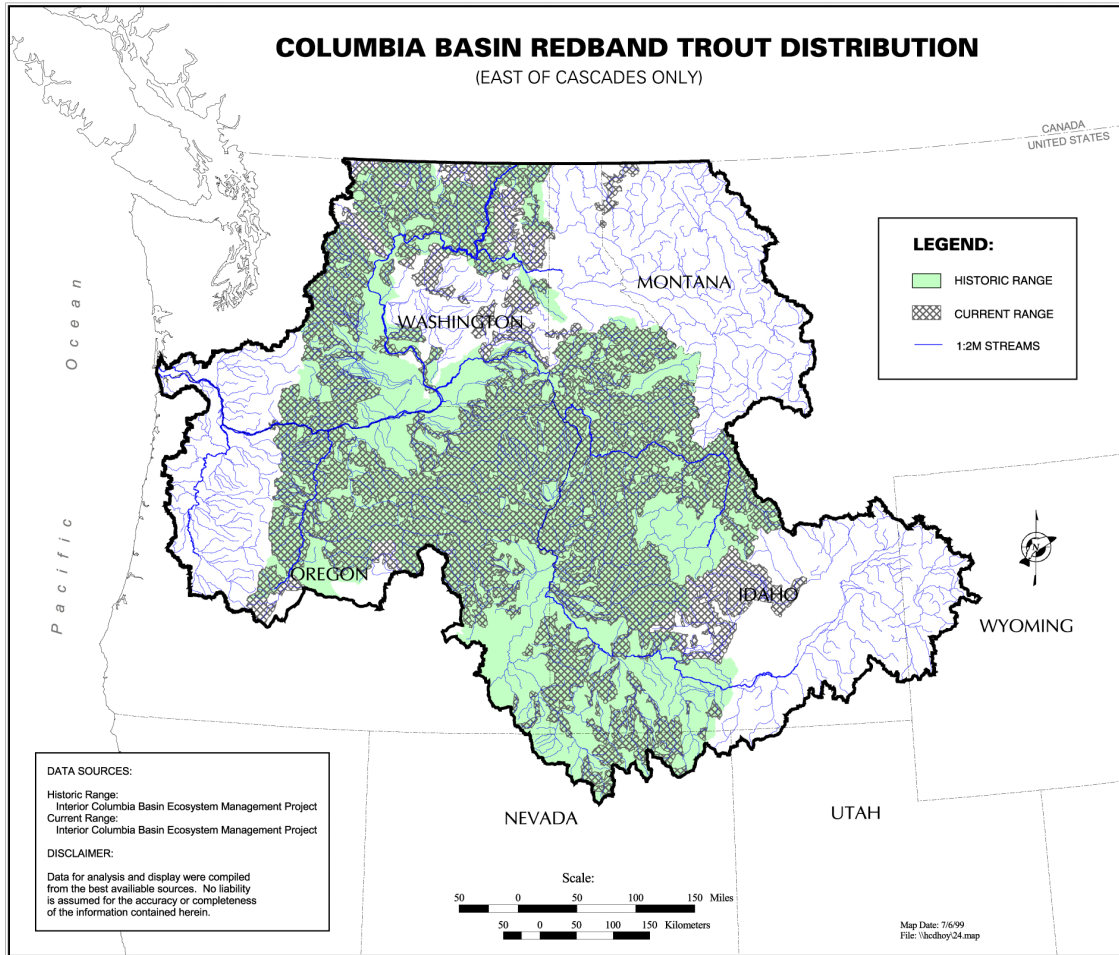 COLUMBIA BASIN REDBAND TROUT DISTRIBUTION
(EAST OF CASCADES ONLY)
CANADA
UNITED STATES
LEGEND:
HISTORIC RANGE
CURRENT RANGE
1:2M STREAMS
MONTANA
WASHINGTON
Pacific Ocean
OREGON
IDAHO
N
WYOMING
NEVADA
UTAH
DATA SOURCES:
Historic Range:
Interior Columbia Basin Ecosystem Management Project
Current Range:
Interior Columbia Basin Ecosystem Management Project
DISCLAIMER:
Data for analysis and display were compiled
from the best availiable sources. No liability
is assumed for the accuracy or completeness
of the information contained herein.
Scale:
50 0 50 100 150 Miles
50 0 50 100 150 Kilometers
Map Date: 7/6/99
File: \\hcdhoy\24.map